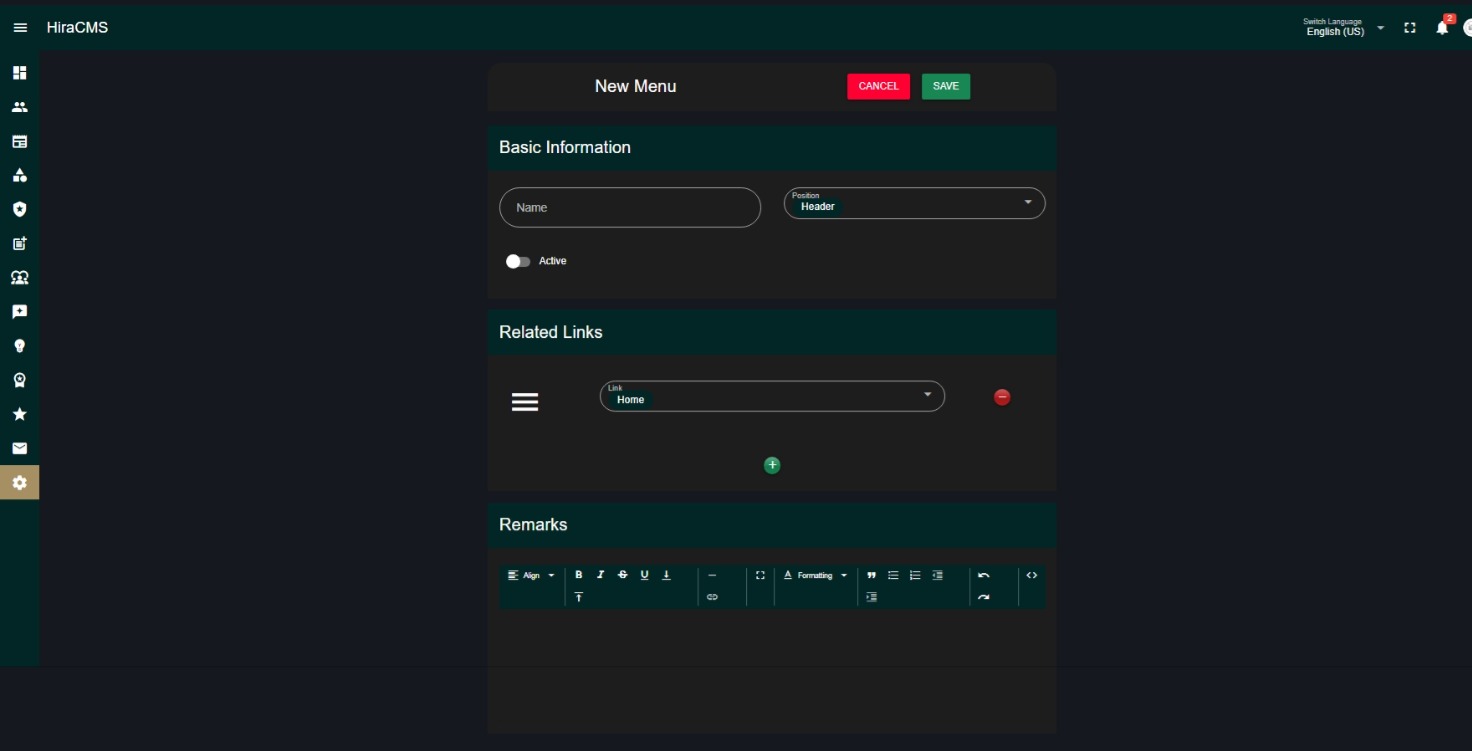 HiraCMS
Switch Language
English (US)
2
New Menu
CANCEL
SAVE
Basic Information
Name
Position
Header
Active
Related Links
Link
Home
Remarks
Align
B
I
S
U
Formatting